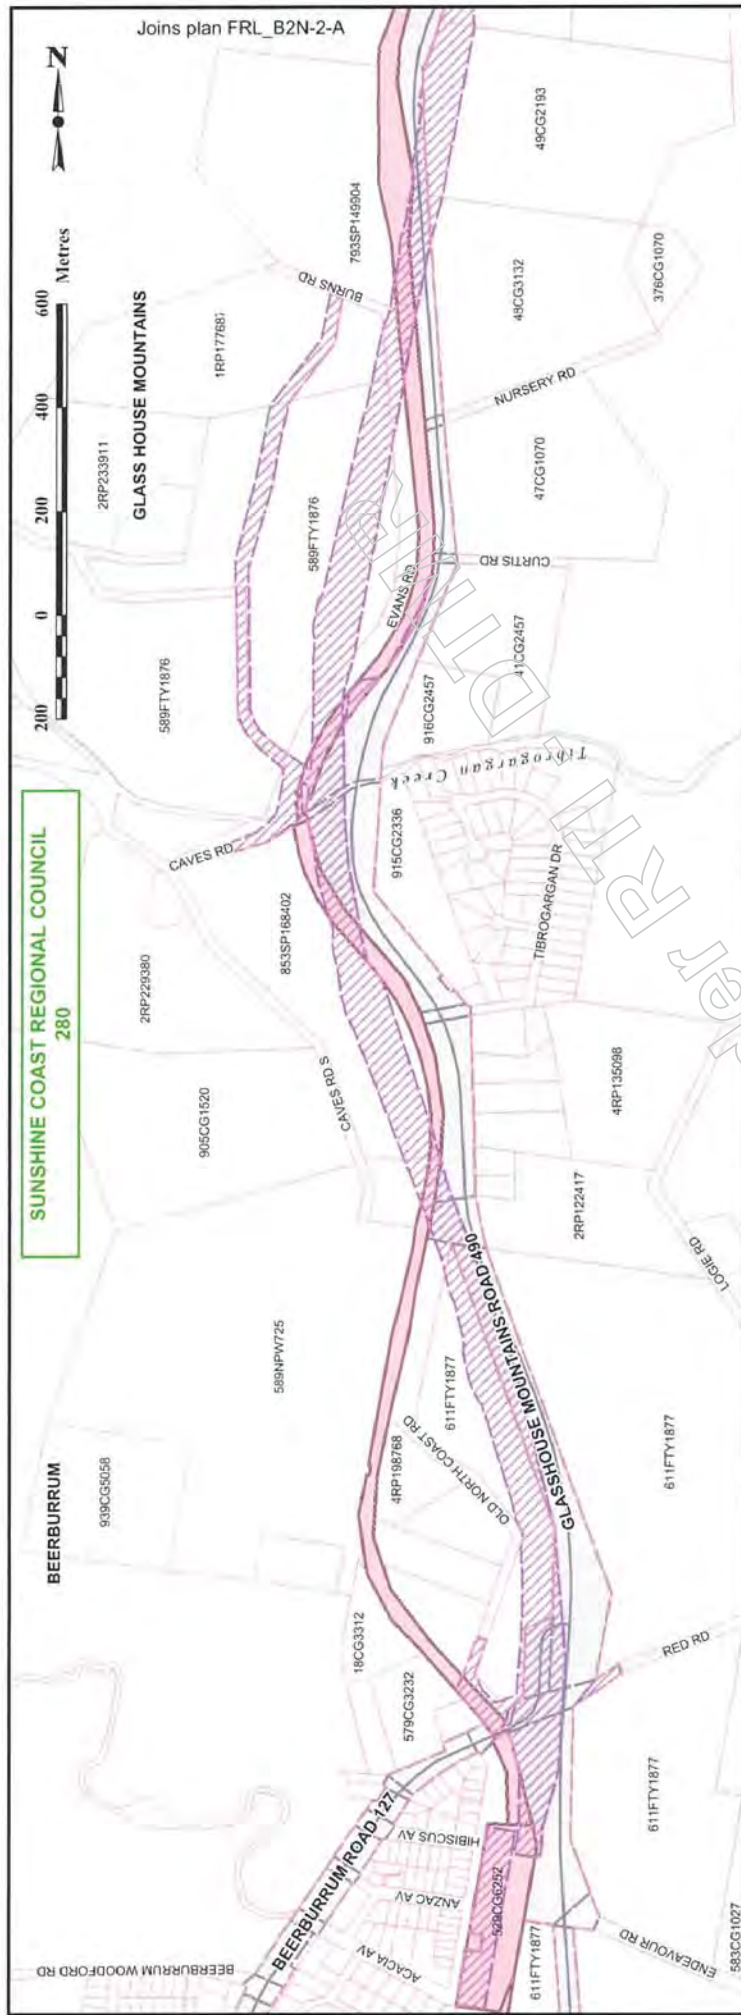 Joins plan FRL_B2N-2-A
N
200 0 200 400 600 Metres
SUNSHINE COAST REGIONAL COUNCIL
280
GLASS HOUSE MOUNTAINS
BEERBURRUM
49CG2193
793SP149904
BURNS RD
48CG3132
376CG1070
1RP177687
NURSERY RD
2RP233911
47CG1070
589FTY1876
CURTIS RD
EVANS RD
41CG2457
589FTY1876
916CG2457
Tibrogargan Creek
CAVES RD
915CG2336
TIBROGARGAN DR
853SP168402
2RP229380
4RP135098
CAVES RD S
905CG1520
2RP122417
LOGIE RD
GLASSHOUSE MOUNTAINS ROAD 490
589NPW725
611FTY1877
OLD NORTH COAST RD
4RP198768
611FTY1877
939CG5058
18CG3312
RED RD
579CG3232
611FTY1877
BEERBURRUM ROAD 127
HIBISCUS AV
ANZAC AV
529CG6252
ACACIA AV
611FTY1877
ENDEAVOUR RD
583CG1027
BEERBURRUM WOODFORD RD
RTI
DTMR